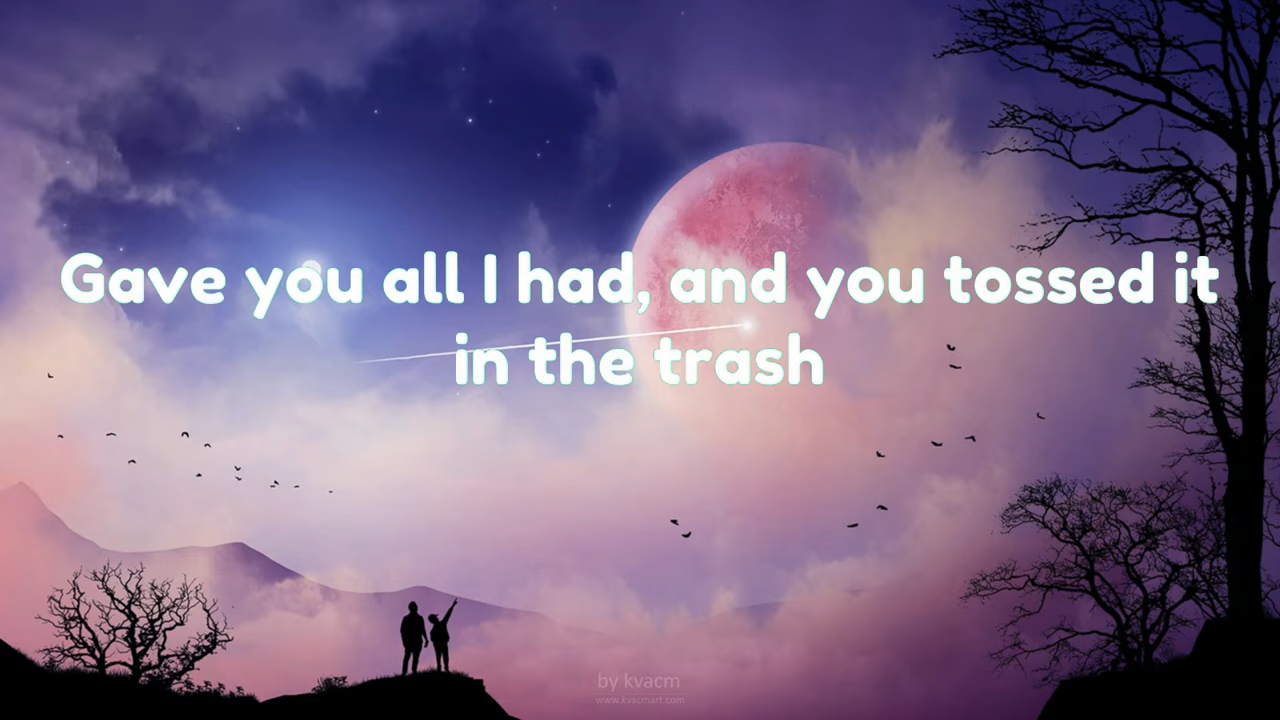 Gave you all I had, and you tossed it
in the trash
by kvacm
www.kvacmart.com